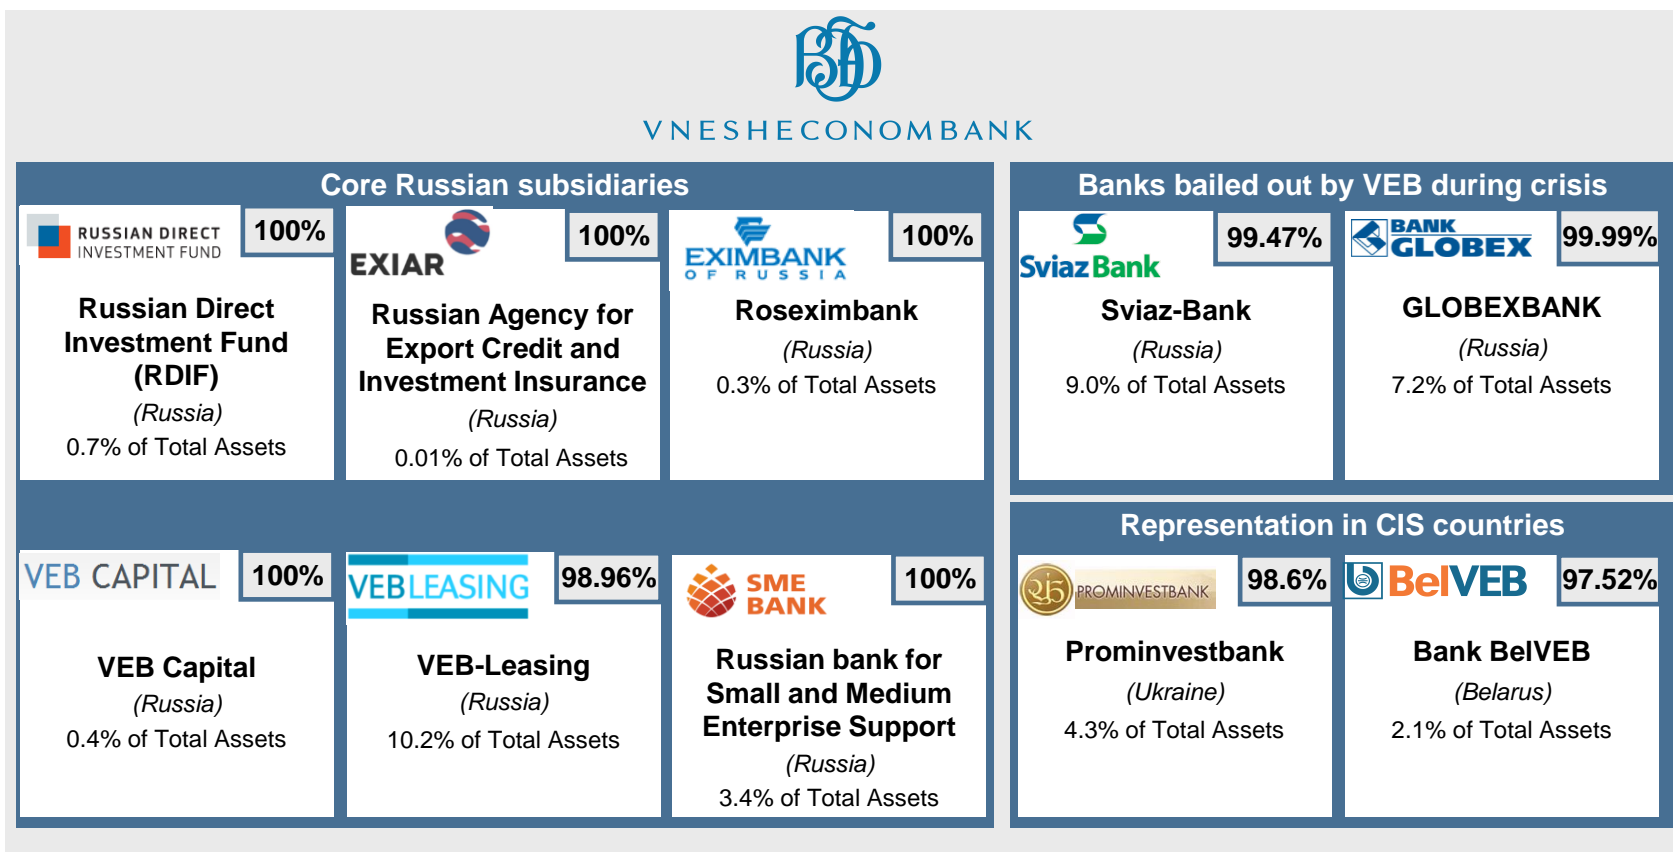 VNESHECONOMBANK
Core Russian subsidiaries
RUSSIAN DIRECT
INVESTMENT FUND
100%
Russian Direct
Investment Fund
(RDIF)
(Russia)
0.7% of Total Assets
EXIAR
100%
Russian Agency for
Export Credit and
Investment Insurance
(Russia)
0.01% of Total Assets
EXIMBANK
OF RUSSIA
100%
Roseximbank
(Russia)
0.3% of Total Assets
VEB CAPITAL
100%
VEB Capital
(Russia)
0.4% of Total Assets
VEBLEASING
98.96%
VEB-Leasing
(Russia)
10.2% of Total Assets
SME
BANK
100%
Russian bank for
Small and Medium
Enterprise Support
(Russia)
3.4% of Total Assets
Banks bailed out by VEB during crisis
Sviaz Bank
99.47%
Sviaz-Bank
(Russia)
9.0% of Total Assets
BANK
GLOBEX
99.99%
GLOBEXBANK
(Russia)
7.2% of Total Assets
Representation in CIS countries
PROMINVESTBANK
98.6%
Prominvestbank
(Ukraine)
4.3% of Total Assets
BelVEB
97.52%
Bank BelVEB
(Belarus)
2.1% of Total Assets